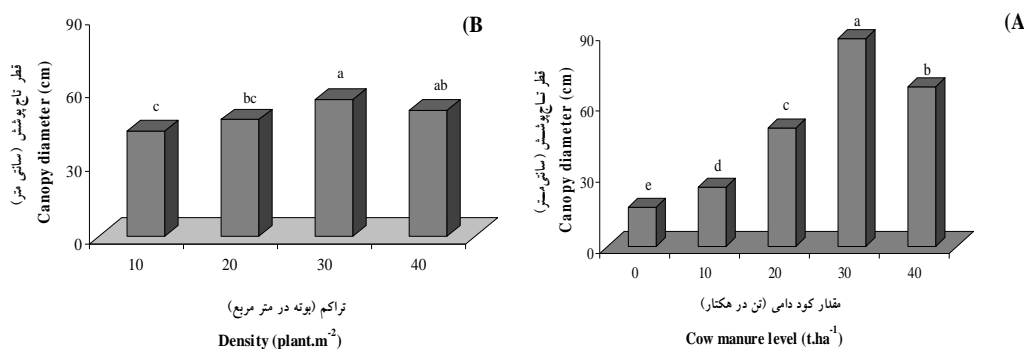 (B
قطر تاج پوشش (سانتی متر)
Canopy diameter (cm)
90
60
30
0
c
bc
a
ab
10 20 30 40
تراکم (بوته در متر مربع)
Density (plant.m⁻²)
(A
قطر تاج‌پوشش (سانتی‌متر)
Canopy diameter (cm)
90
60
30
0
e
d
c
a
b
0 10 20 30 40
مقدار کود دامی (تن در هکتار)
Cow manure level (t.ha⁻¹)